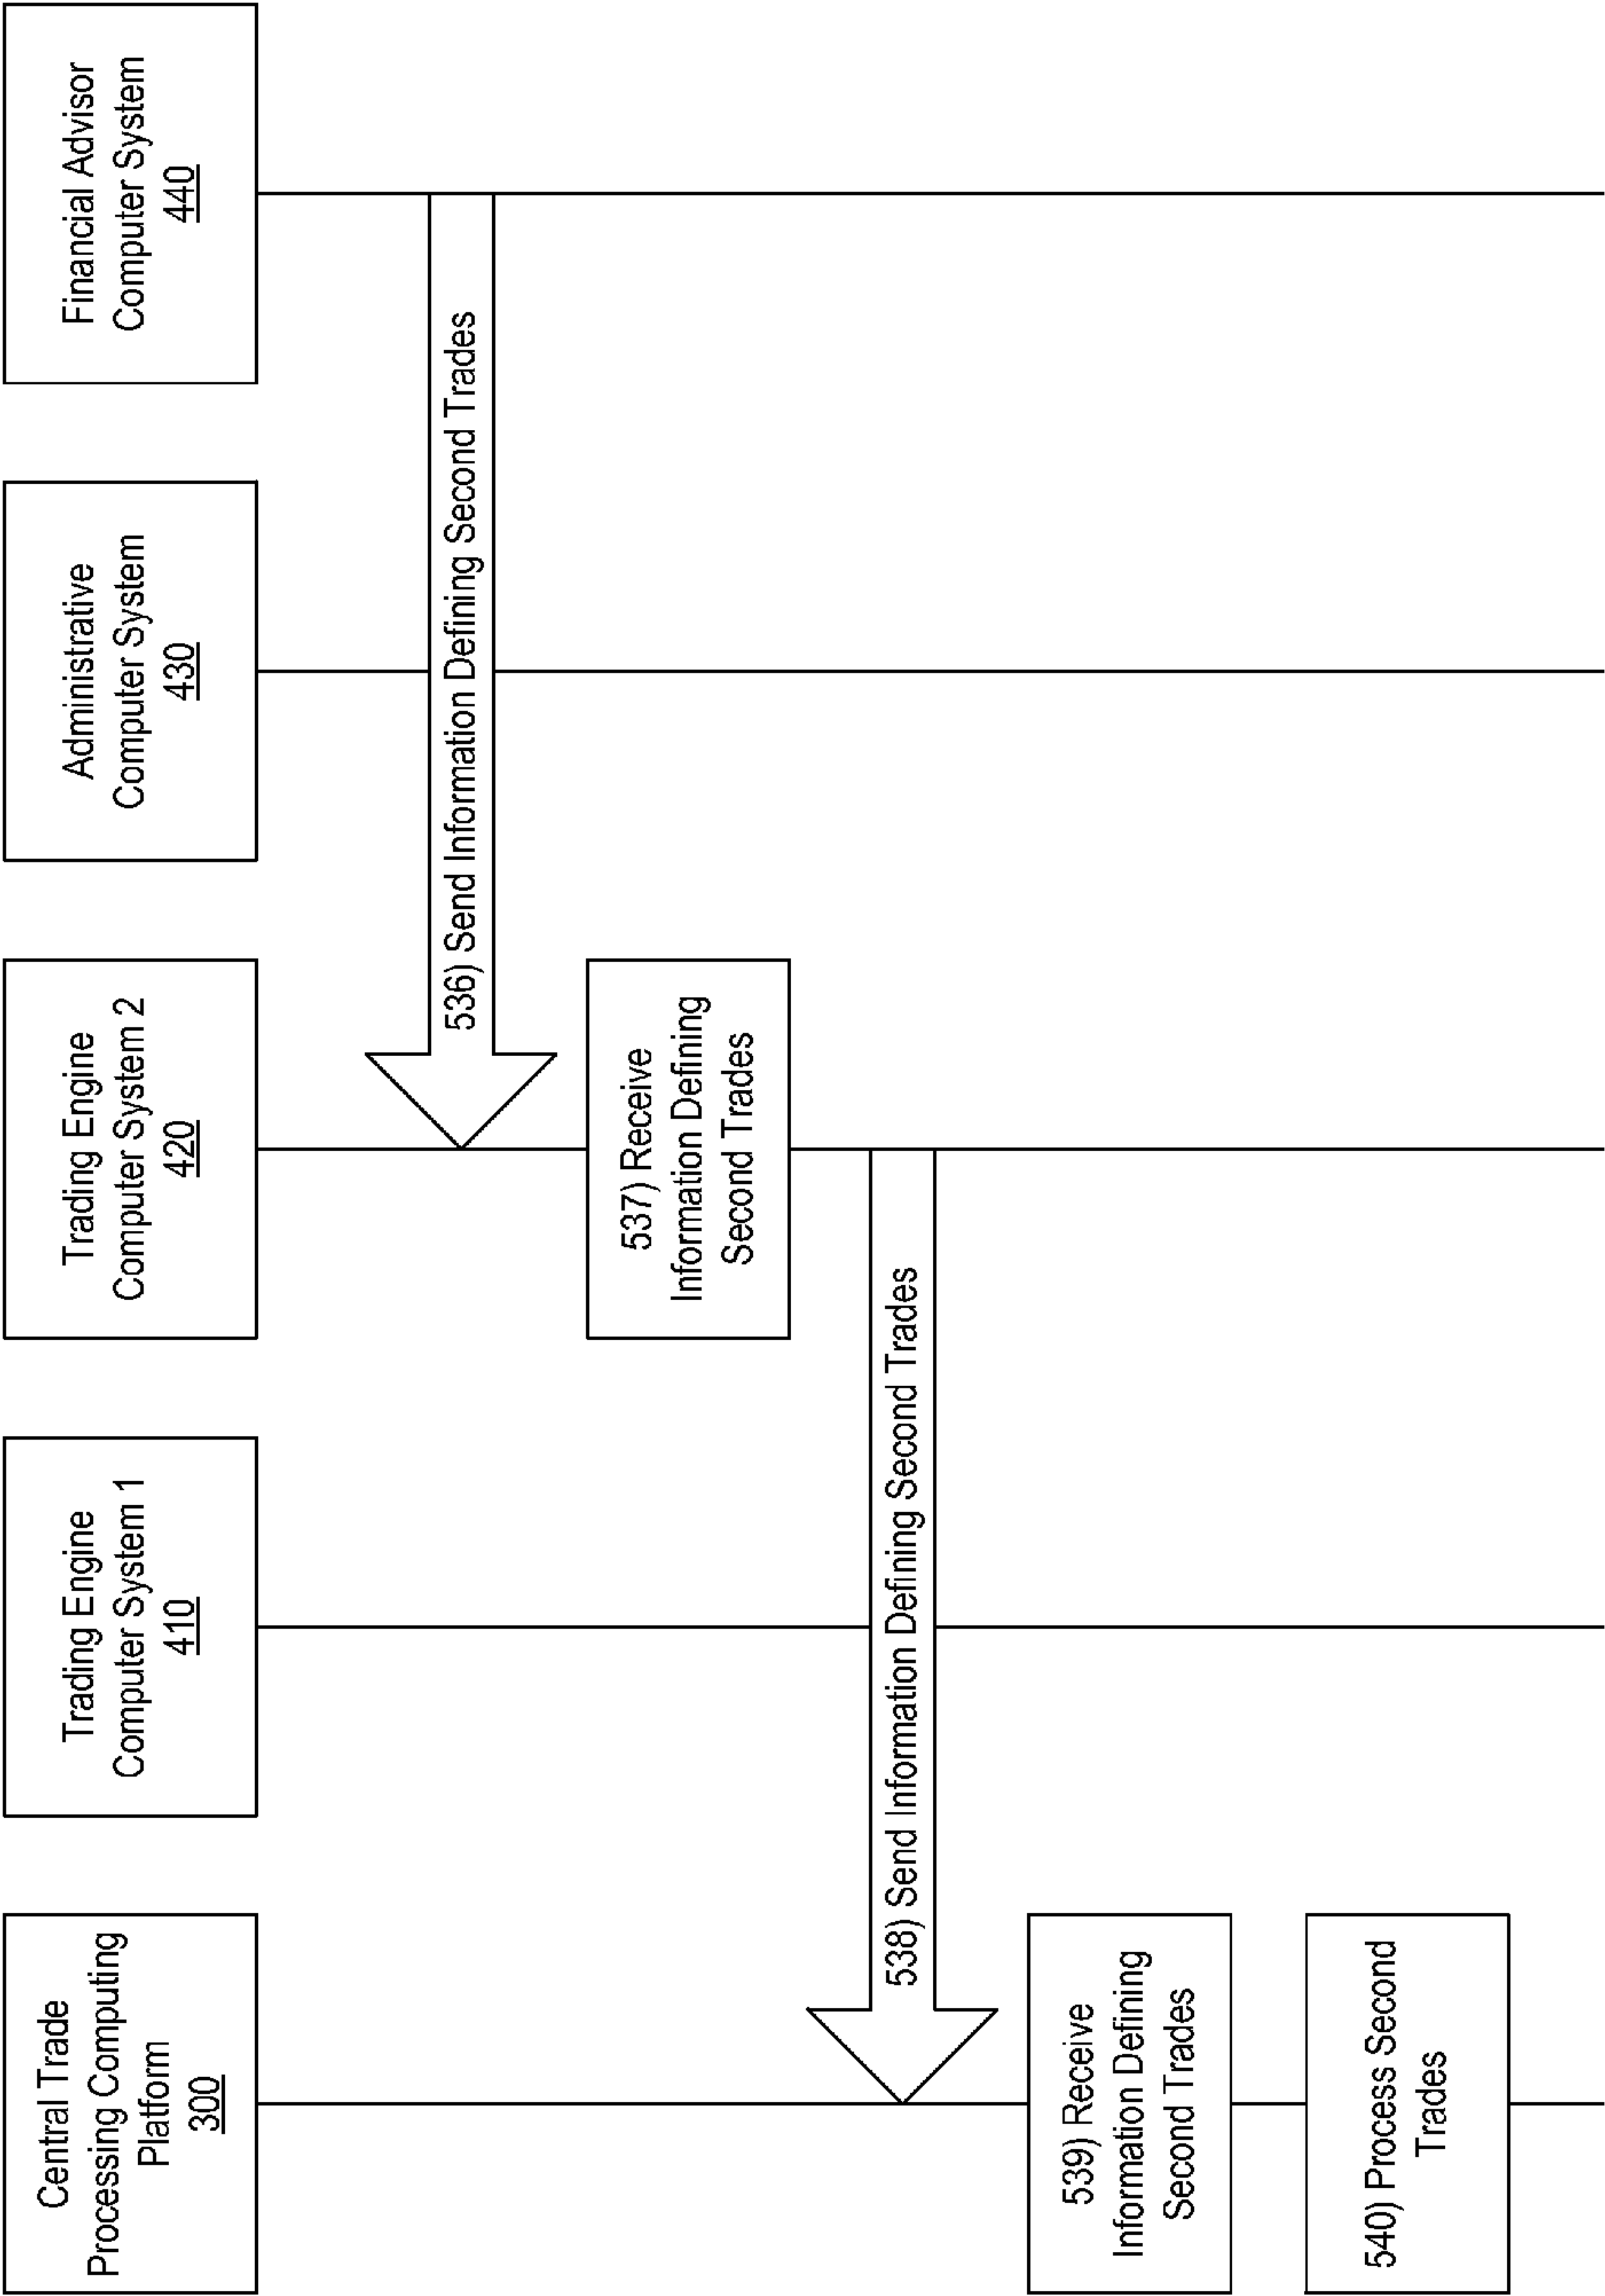 Central Trade
Processing Computing
Platform
300
Trading Engine
Computer System 1
410
Trading Engine
Computer System 2
420
Administrative
Computer System
430
Financial Advisor
Computer System
440
536) Send Information Defining Second Trades
537) Receive
Information Defining
Second Trades
538) Send Information Defining Second Trades
539) Receive
Information Defining
Second Trades
540) Process Second
Trades